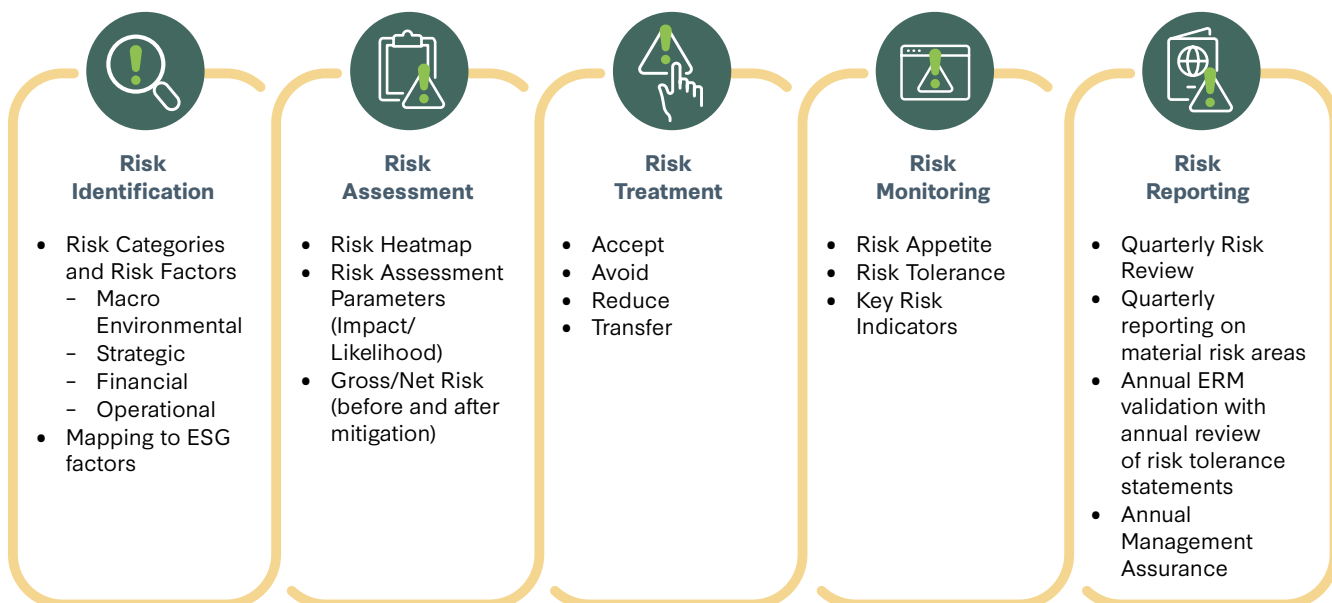 Risk
Identification
• Risk Categories
and Risk Factors
– Macro
Environmental
– Strategic
– Financial
– Operational
• Mapping to ESG
factors
Risk
Assessment
• Risk Heatmap
• Risk Assessment
Parameters
(Impact/
Likelihood)
• Gross/Net Risk
(before and after
mitigation)
Risk
Treatment
• Accept
• Avoid
• Reduce
• Transfer
Risk
Monitoring
• Risk Appetite
• Risk Tolerance
• Key Risk
Indicators
Risk
Reporting
• Quarterly Risk
Review
• Quarterly
reporting on
material risk areas
• Annual ERM
validation with
annual review
of risk tolerance
statements
• Annual
Management
Assurance